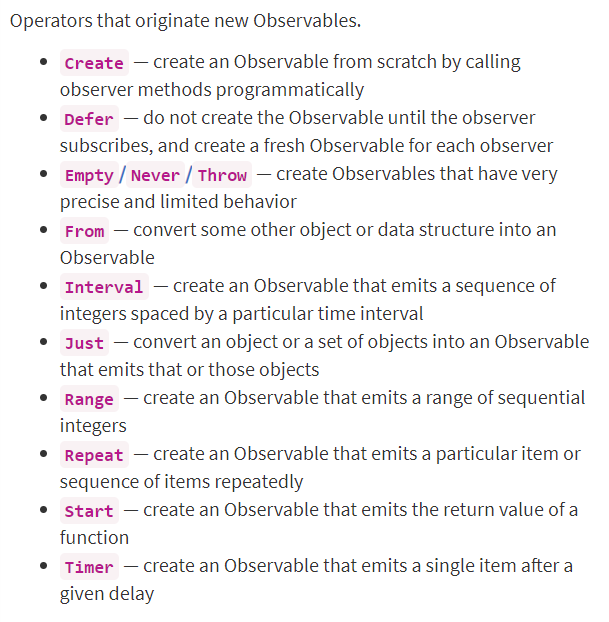 Operators that originate new Observables.
• Create — create an Observable from scratch by calling
observer methods programmatically
• Defer — do not create the Observable until the observer
subscribes, and create a fresh Observable for each observer
• Empty/Never/Throw — create Observables that have very
precise and limited behavior
• From — convert some other object or data structure into an
Observable
• Interval — create an Observable that emits a sequence of
integers spaced by a particular time interval
• Just — convert an object or a set of objects into an Observable
that emits that or those objects
• Range — create an Observable that emits a range of sequential
integers
• Repeat — create an Observable that emits a particular item or
sequence of items repeatedly
• Start — create an Observable that emits the return value of a
function
• Timer — create an Observable that emits a single item after a
given delay